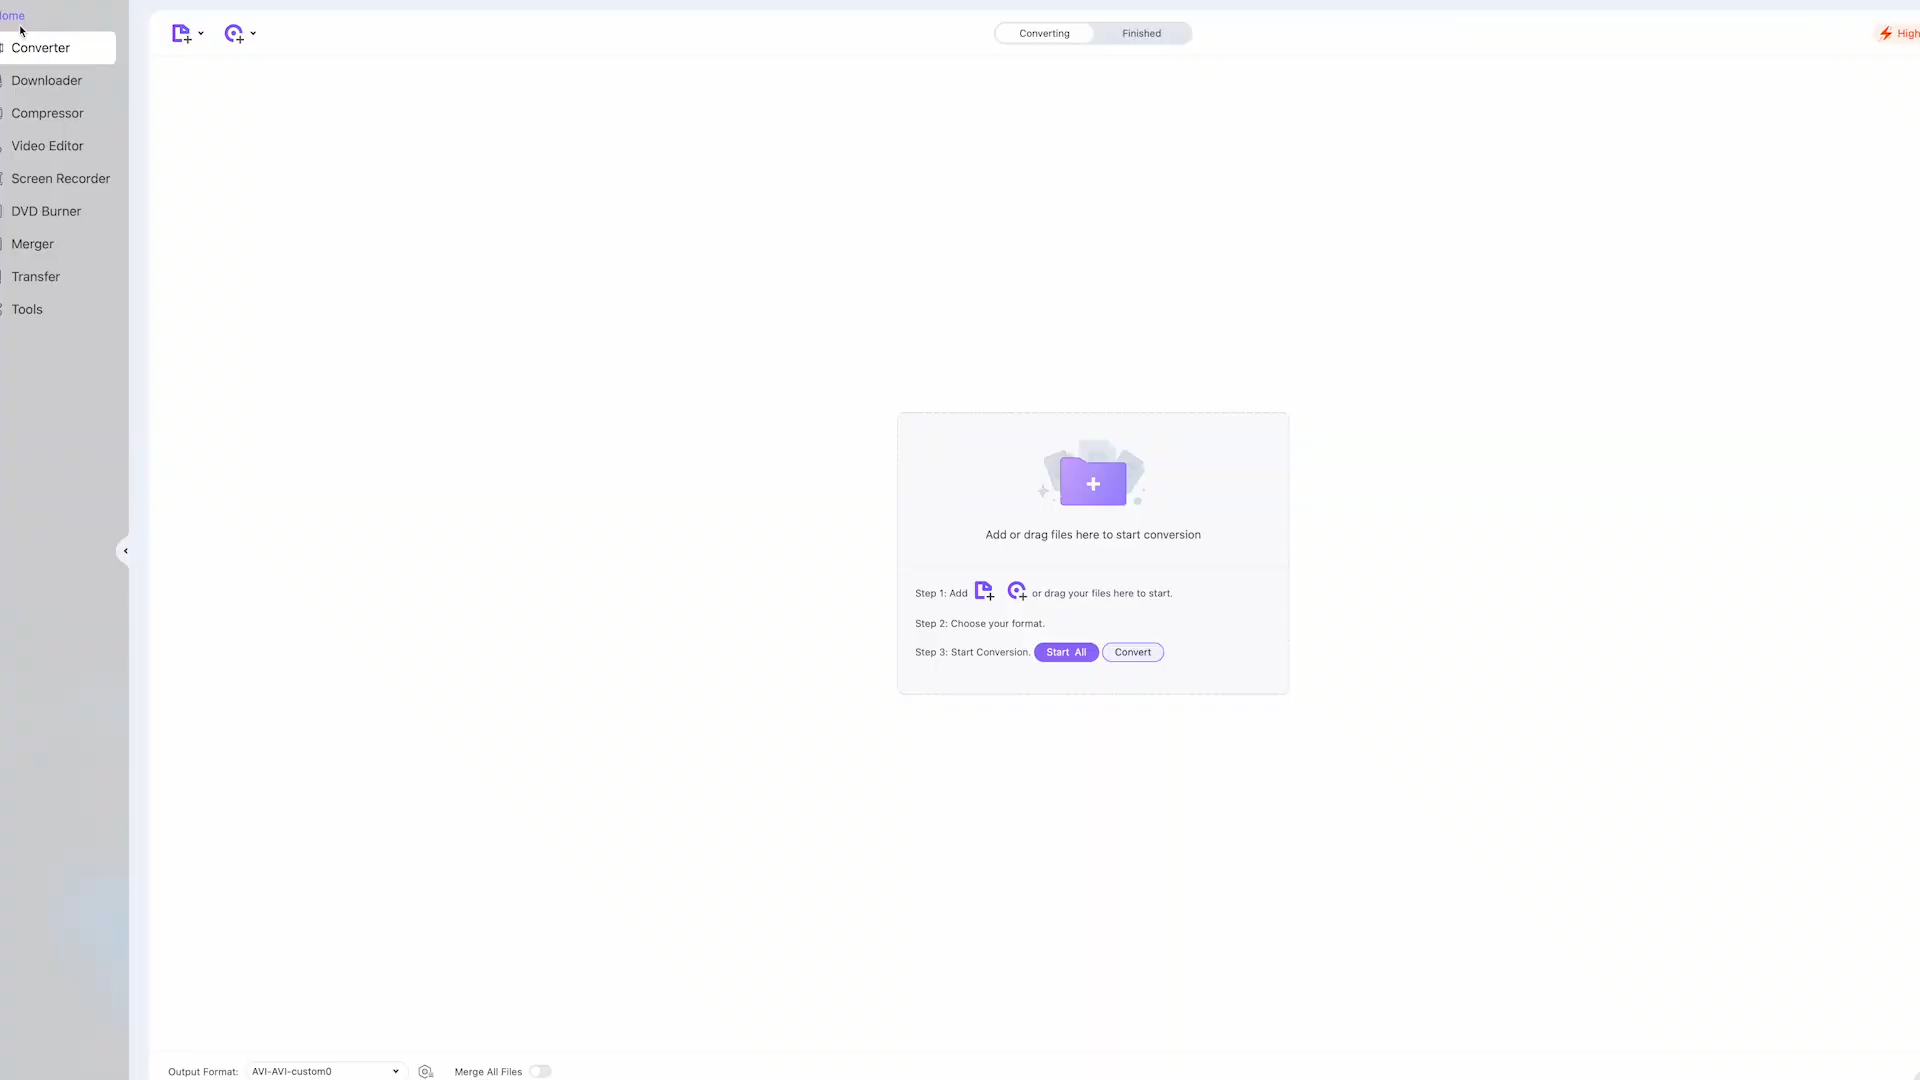 ome
Converter
Downloader
Compressor
Video Editor
Screen Recorder
DVD Burner
Merger
Transfer
Tools
Converting Finished
High
Add or drag files here to start conversion
Step 1: Add or drag your files here to start.
Step 2: Choose your format.
Step 3: Start Conversion. Start All Convert
Output Format: AVI-AVI-custom0 Merge All Files